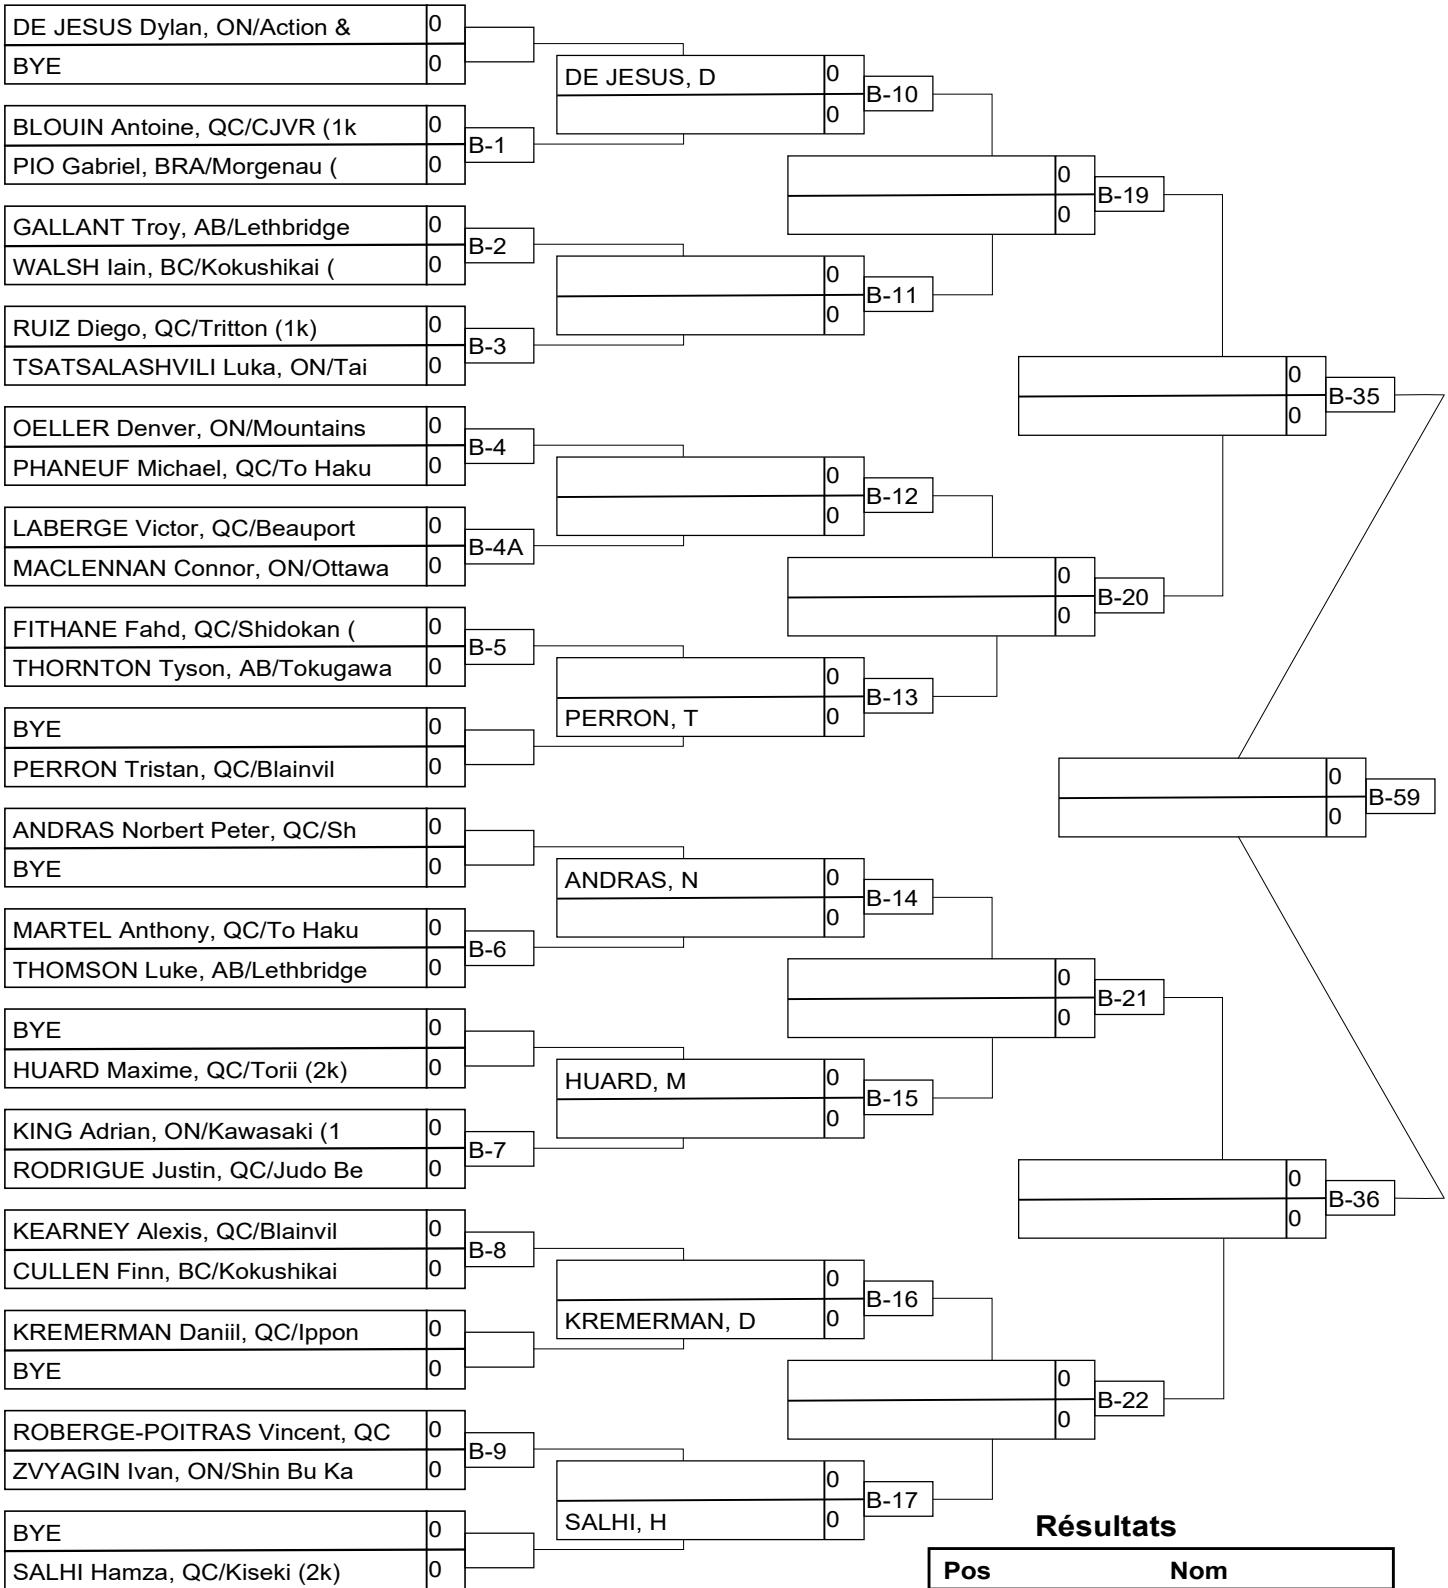 DE JESUS Dylan, ON/Action & 0
BYE 0
BLOUIN Antoine, QC/CJVR (1k 0
PIO Gabriel, BRA/Morgenau ( 0
B-1
GALLANT Troy, AB/Lethbridge 0
WALSH Iain, BC/Kokushikai ( 0
B-2
RUIZ Diego, QC/Tritton (1k) 0
TSATSALASHVILI Luka, ON/Tai 0
B-3
OELLER Denver, ON/Mountains 0
PHANEUF Michael, QC/To Haku 0
B-4
LABERGE Victor, QC/Beauport 0
MACLENNAN Connor, ON/Ottawa 0
B-4A
FITHANE Fahd, QC/Shidokan ( 0
THORNTON Tyson, AB/Tokugawa 0
B-5
BYE 0
PERRON Tristan, QC/Blainvil 0
ANDRAS Norbert Peter, QC/Sh 0
BYE 0
MARTEL Anthony, QC/To Haku 0
THOMSON Luke, AB/Lethbridge 0
B-6
BYE 0
HUARD Maxime, QC/Torii (2k) 0
KING Adrian, ON/Kawasaki (1 0
RODRIGUE Justin, QC/Judo Be 0
B-7
KEARNEY Alexis, QC/Blainvil 0
CULLEN Finn, BC/Kokushikai 0
B-8
KREMERMAN Daniil, QC/Ippon 0
BYE 0
ROBERGE-POITRAS Vincent, QC 0
ZVYAGIN Ivan, ON/Shin Bu Ka 0
B-9
BYE 0
SALHI Hamza, QC/Kiseki (2k) 0
DE JESUS, D 0
0
B-10
0
0
B-11
0
0
B-12
0
PERRON, T 0
B-13
ANDRAS, N 0
0
B-14
HUARD, M 0
0
B-15
0
KREMERMAN, D 0
B-16
0
SALHI, H 0
B-17
0
0
B-19
0
0
B-20
0
0
B-21
0
0
B-22
0
0
B-35
0
0
B-36
0
0
B-59
Résultats
Pos Nom